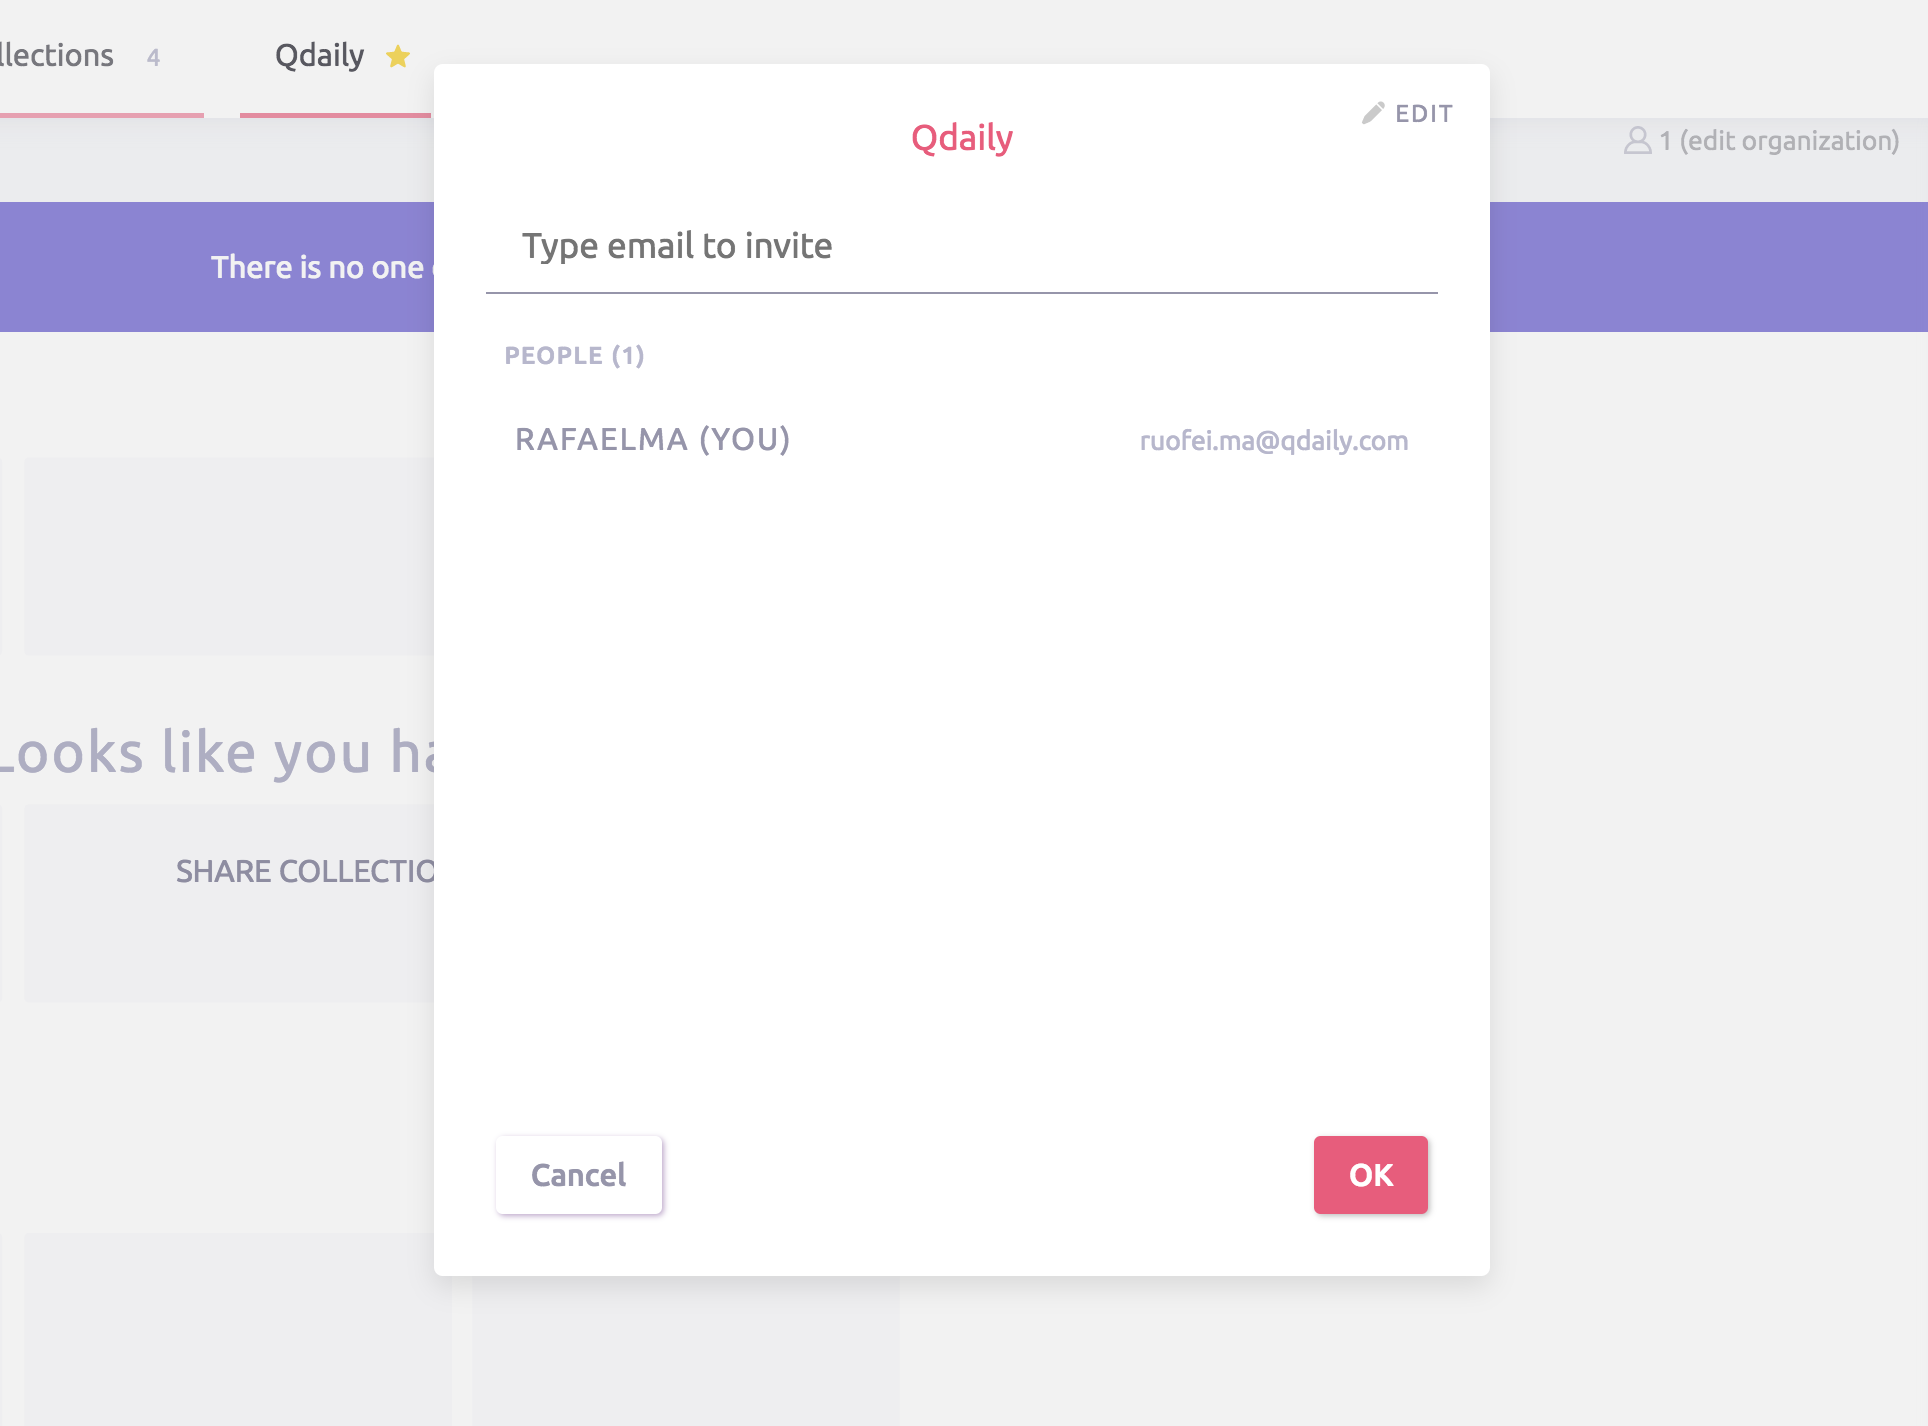 llections 4
Qdaily
EDIT
Qdaily
1 (edit organization)
Type email to invite
There is no one
PEOPLE (1)
RAFAELMA (YOU)
ruofei.ma@qdaily.com
Looks like you ha
SHARE COLLECTIO
Cancel
OK